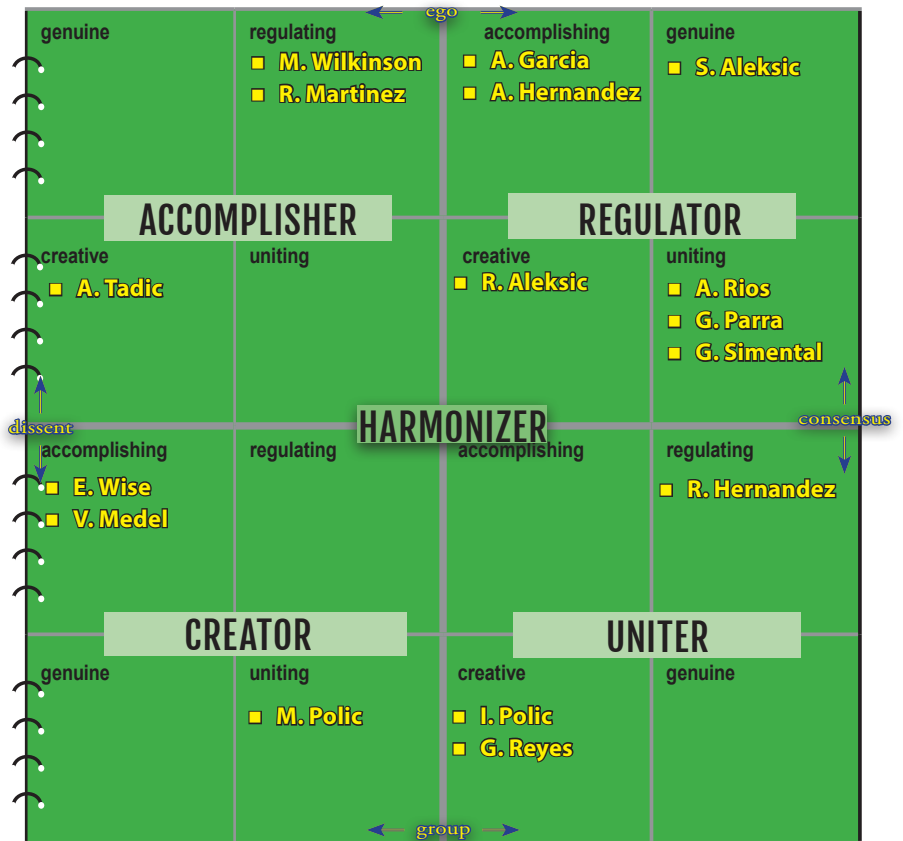 ego
genuine
regulating
M. Wilkinson
R. Martinez
accomplishing
A. Garcia
A. Hernandez
genuine
S. Aleksic
ACCOMPLISHER
REGULATOR
creative
A. Tadic
uniting
creative
R. Aleksic
uniting
A. Rios
G. Parra
G. Simental
dissent
HARMONIZER
consensus
accomplishing
E. Wise
V. Medel
regulating
accomplishing
regulating
R. Hernandez
CREATOR
UNITER
genuine
uniting
M. Polic
creative
I. Polic
G. Reyes
genuine
group